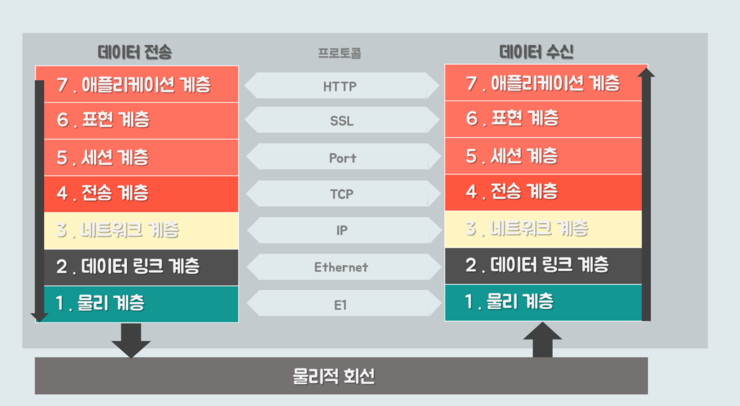 데이터 전송 프로토콜 데이터 수신
7. 애플리케이션 계층 HTTP 7. 애플리케이션 계층
6. 표현 계층 SSL 6. 표현 계층
5. 세션 계층 Port 5. 세션 계층
4. 전송 계층 TCP 4. 전송 계층
3. 네트워크 계층 IP 3. 네트워크 계층
2. 데이터 링크 계층 Ethernet 2. 데이터 링크 계층
1. 물리 계층 E1 1. 물리 계층
물리적 회선